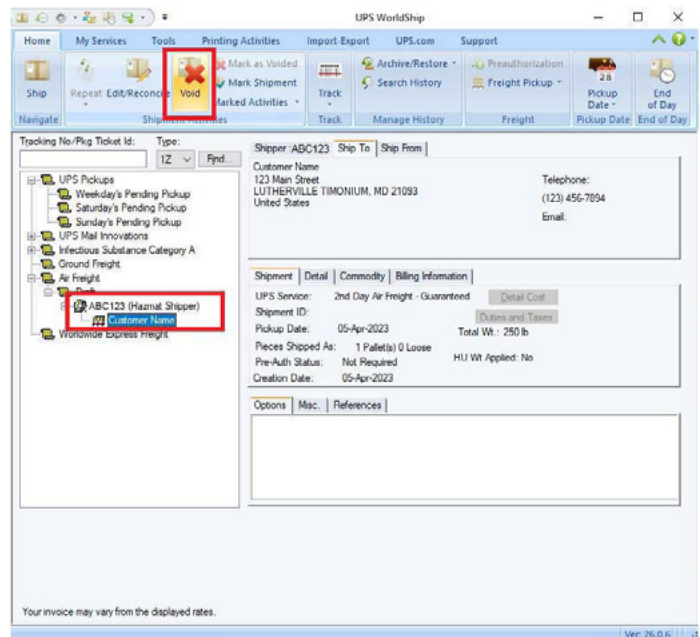 UPS WorldShip
Home My Services Tools Printing Activities Import-Export UPS.com Support
Ship
Repeat Edit/Reconcile Void
Mark as Voided
Mark Shipment
Marked Activities
Track
Archive/Restore
Search History
Preauthorization
Freight Pickup
28
Pickup Date
End of Day
Navigate Shipment Activities Track Manage History Freight Pickup Date End of Day
Tracking No/Pkg Ticket Id: Type:
1Z Find...
UPS Pickups
Weekday's Pending Pickup
Saturday's Pending Pickup
Sunday's Pending Pickup
UPS Mail Innovations
Infectious Substance Category A
Ground Freight
Air Freight
Draft
ABC123 (Hazmat Shipper)
Customer Name
Worldwide Express Freight
Shipper :ABC123 Ship To Ship From
Customer Name
123 Main Street
LUTHERVILLE TIMONIUM, MD 21093
United States
Telephone:
(123) 456-7894
Email:
Shipment Detail Commodity Billing Information
UPS Service: 2nd Day Air Freight - Guaranteed Detail Cost
Shipment ID: Duties and Taxes
Pickup Date: 05-Apr-2023 Total Wt.: 250 lb
Pieces Shipped As: 1 Pallet(s) 0 Loose
HU Wt Applied: No
Pre-Auth Status: Not Required
Creation Date: 05-Apr-2023
Options Misc. References
Your invoice may vary from the displayed rates.
Ver: 26.0.6